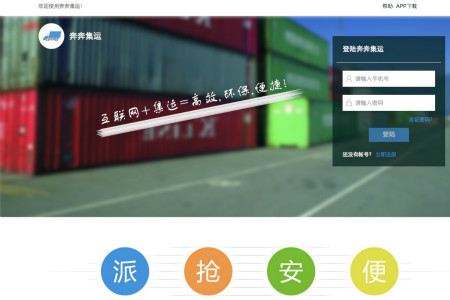 欢迎使用奔奔集运!
帮助 APP下载
奔奔集运
登陆奔奔集运
请输入手机号
请输入密码
忘记密码?
登陆
还没有帐号? 立即注册
互联网+集运=高效,环保,便捷!
K LINE
派 抢 安 便